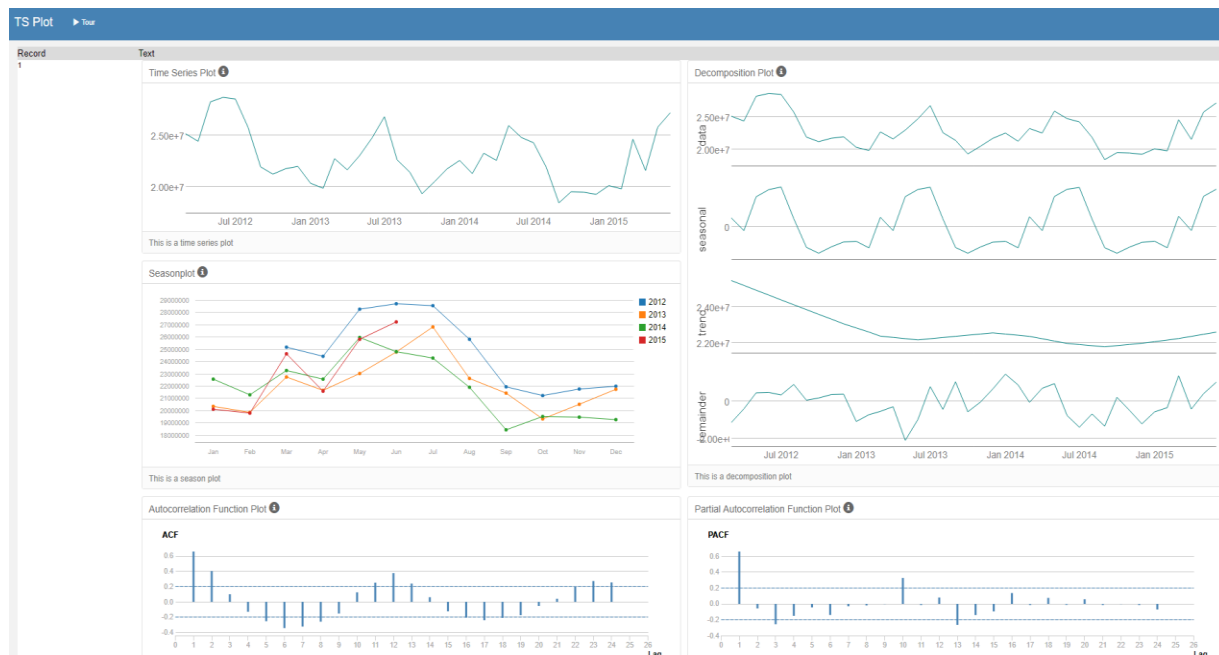 TS Plot ▶ Tour
Record Text
1
Time Series Plot
2.50e+7
2.00e+7
Jul 2012 Jan 2013 Jul 2013 Jan 2014 Jul 2014 Jan 2015
This is a time series plot
Decomposition Plot
2.50e+7
data
2.00e+7
0
seasonal
2.40e+7
trend
2.20e+7
0
remainder
Jul 2012 Jan 2013 Jul 2013 Jan 2014 Jul 2014 Jan 2015
This is a decomposition plot
Seasonplot
29000000
28000000
27000000
26000000
25000000
24000000
23000000
22000000
21000000
20000000
19000000
18000000
Jan Feb Mar Apr May Jun Jul Aug Sep Oct Nov Dec
2012
2013
2014
2015
This is a season plot
Autocorrelation Function Plot
ACF
0.6
0.4
0.2
0.0
-0.2
-0.4
0 1 2 3 4 5 6 7 8 9 10 11 12 13 14 15 16 17 18 19 20 21 22 23 24 25 26
Lag
Partial Autocorrelation Function Plot
PACF
0.6
0.4
0.2
0.0
-0.2
-0.4
0 1 2 3 4 5 6 7 8 9 10 11 12 13 14 15 16 17 18 19 20 21 22 23 24 25 26
Lag